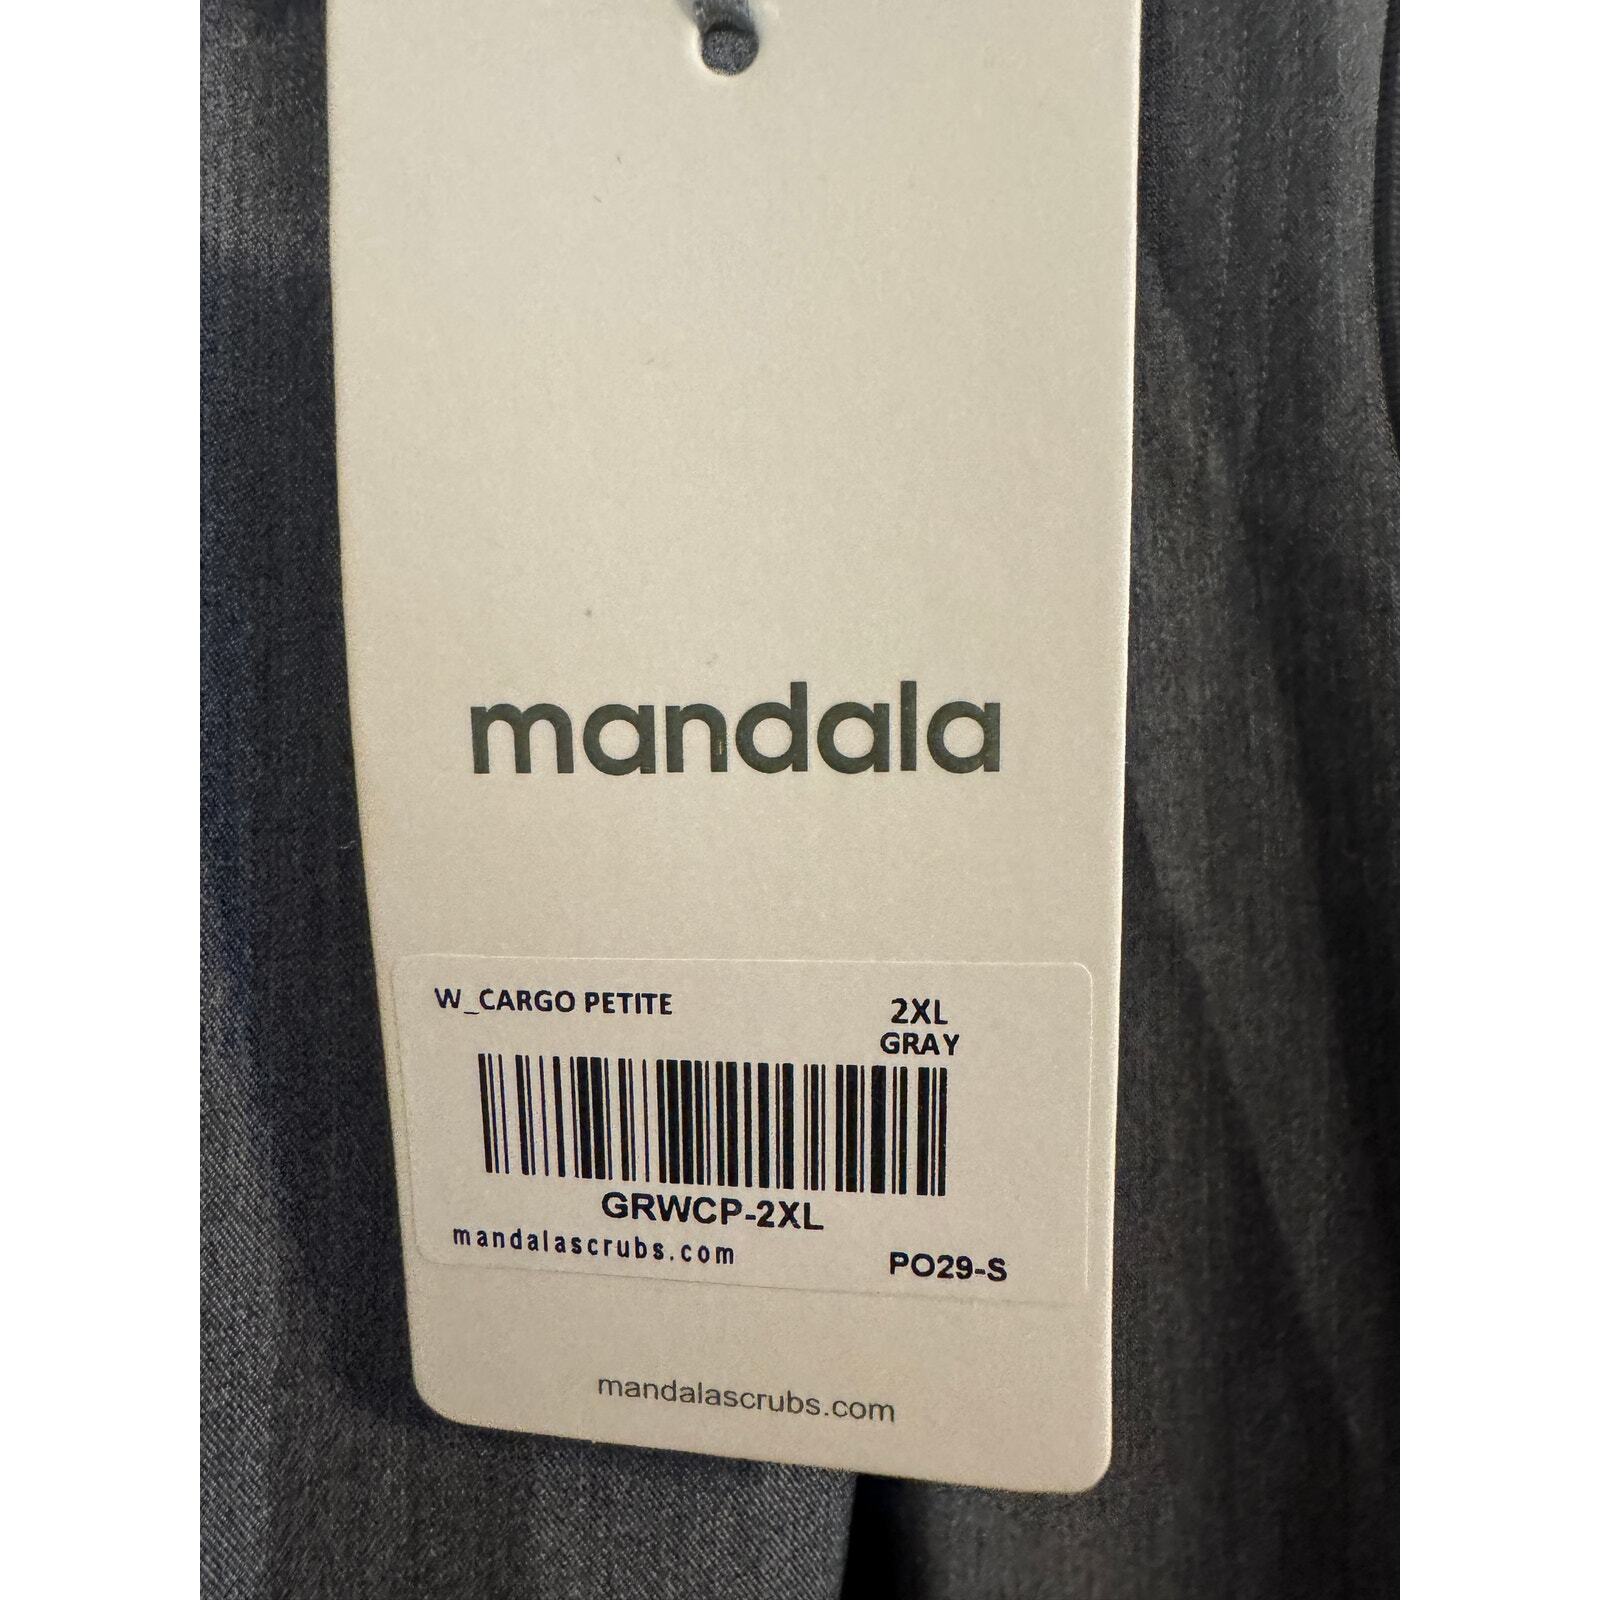 mandala
W_CARGO PETITE
2XL
GRAY
GRWCP-2XL
mandalascrubs.com
PO29-S
mandalascrubs.com